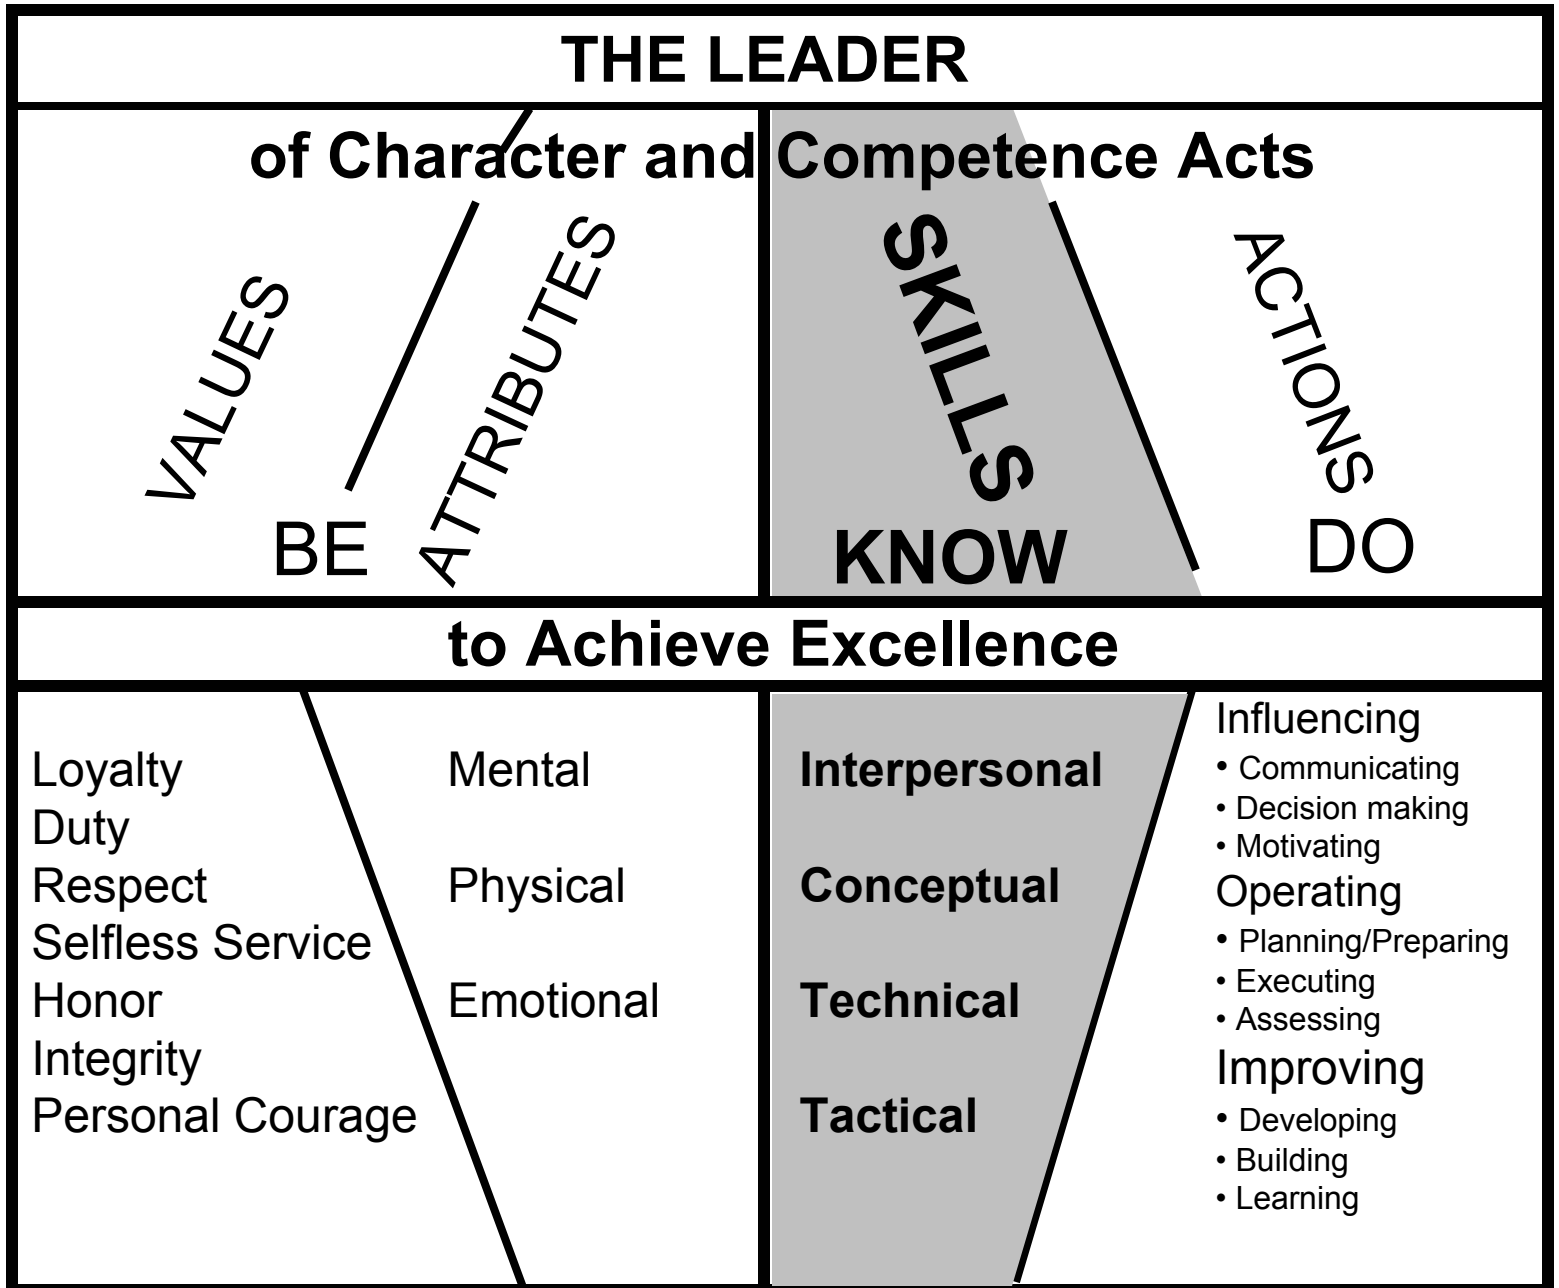 THE LEADER
of Character and Competence Acts
VALUES
ATTRIBUTES
BE
SKILLS
KNOW
ACTIONS
DO
to Achieve Excellence
Loyalty
Duty
Respect
Selfless Service
Honor
Integrity
Personal Courage
Mental
Physical
Emotional
Interpersonal
Conceptual
Technical
Tactical
Influencing
• Communicating
• Decision making
• Motivating
Operating
• Planning/Preparing
• Executing
• Assessing
Improving
• Developing
• Building
• Learning